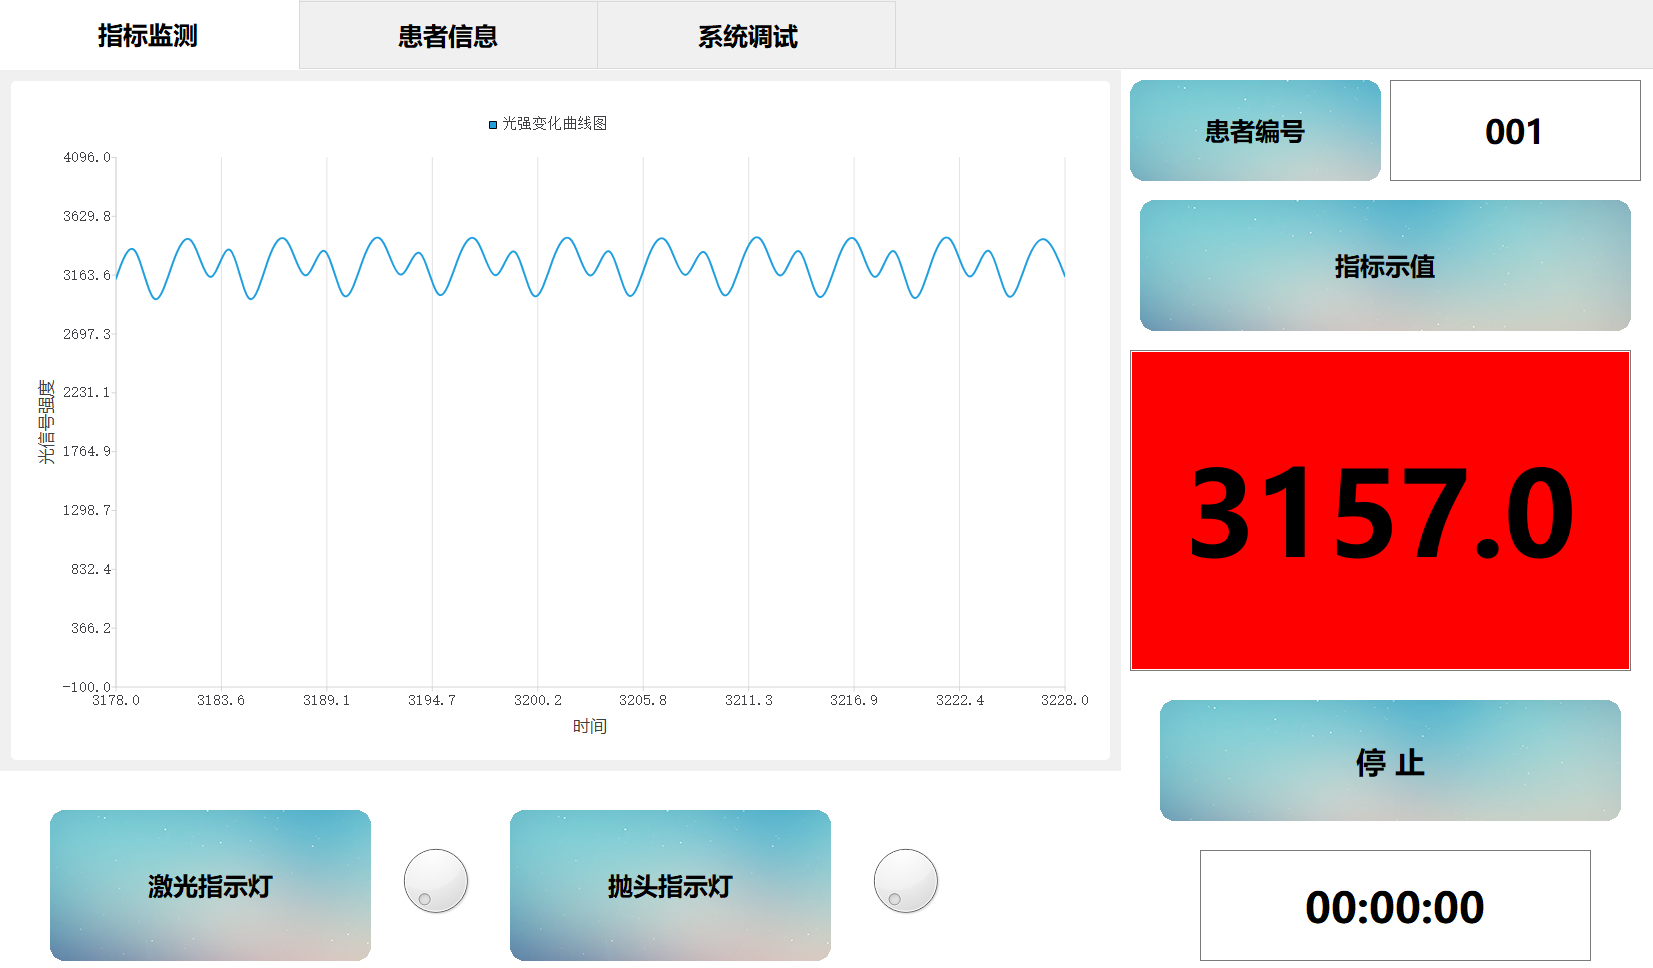 指标监测
患者信息
系统调试
光强变化曲线图
4096.0
3629.8
3163.6
2697.3
2231.1
1764.9
1298.7
832.4
366.2
-100.0
光信号强度
3178.0 3183.6 3189.1 3194.7 3200.2 3205.8 3211.3 3216.9 3222.4 3228.0
时间
患者编号
001
指标示值
3157.0
停 止
00:00:00
激光指示灯
抛头指示灯